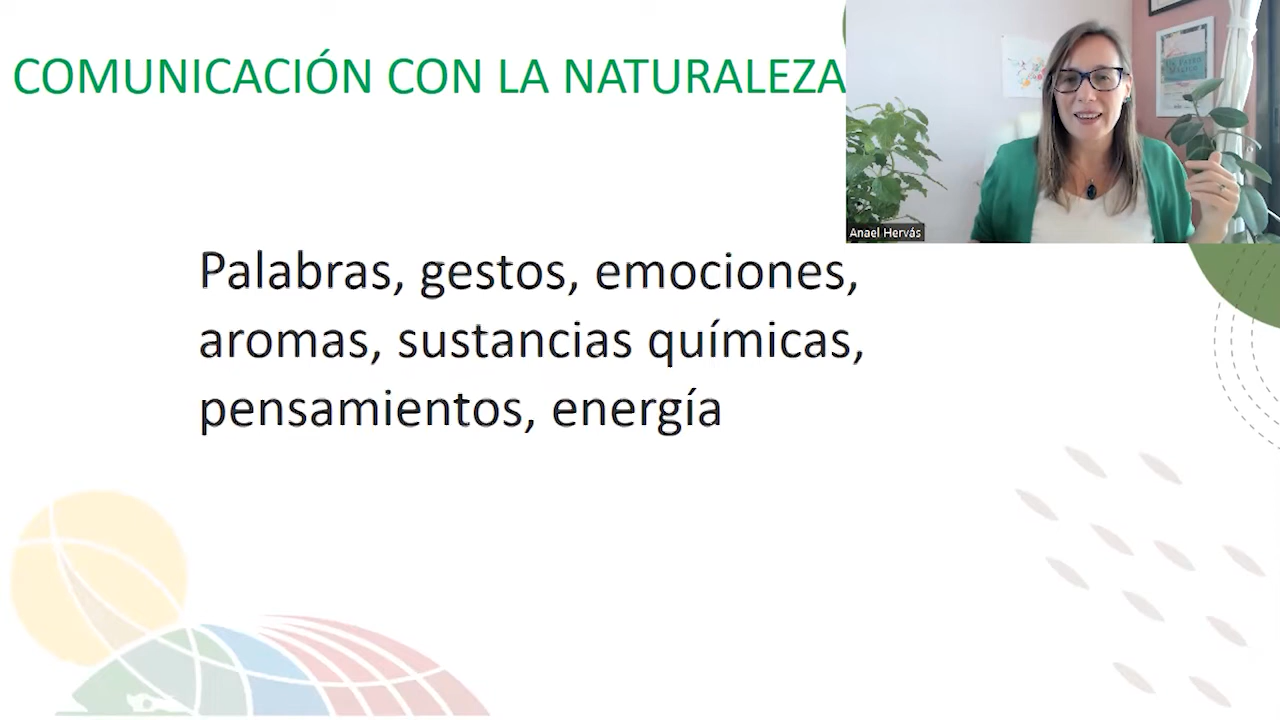 COMUNICACIÓN CON LA NATURALEZA
Anael Hervás
Palabras, gestos, emociones,
aromas, sustancias químicas,
pensamientos, energía